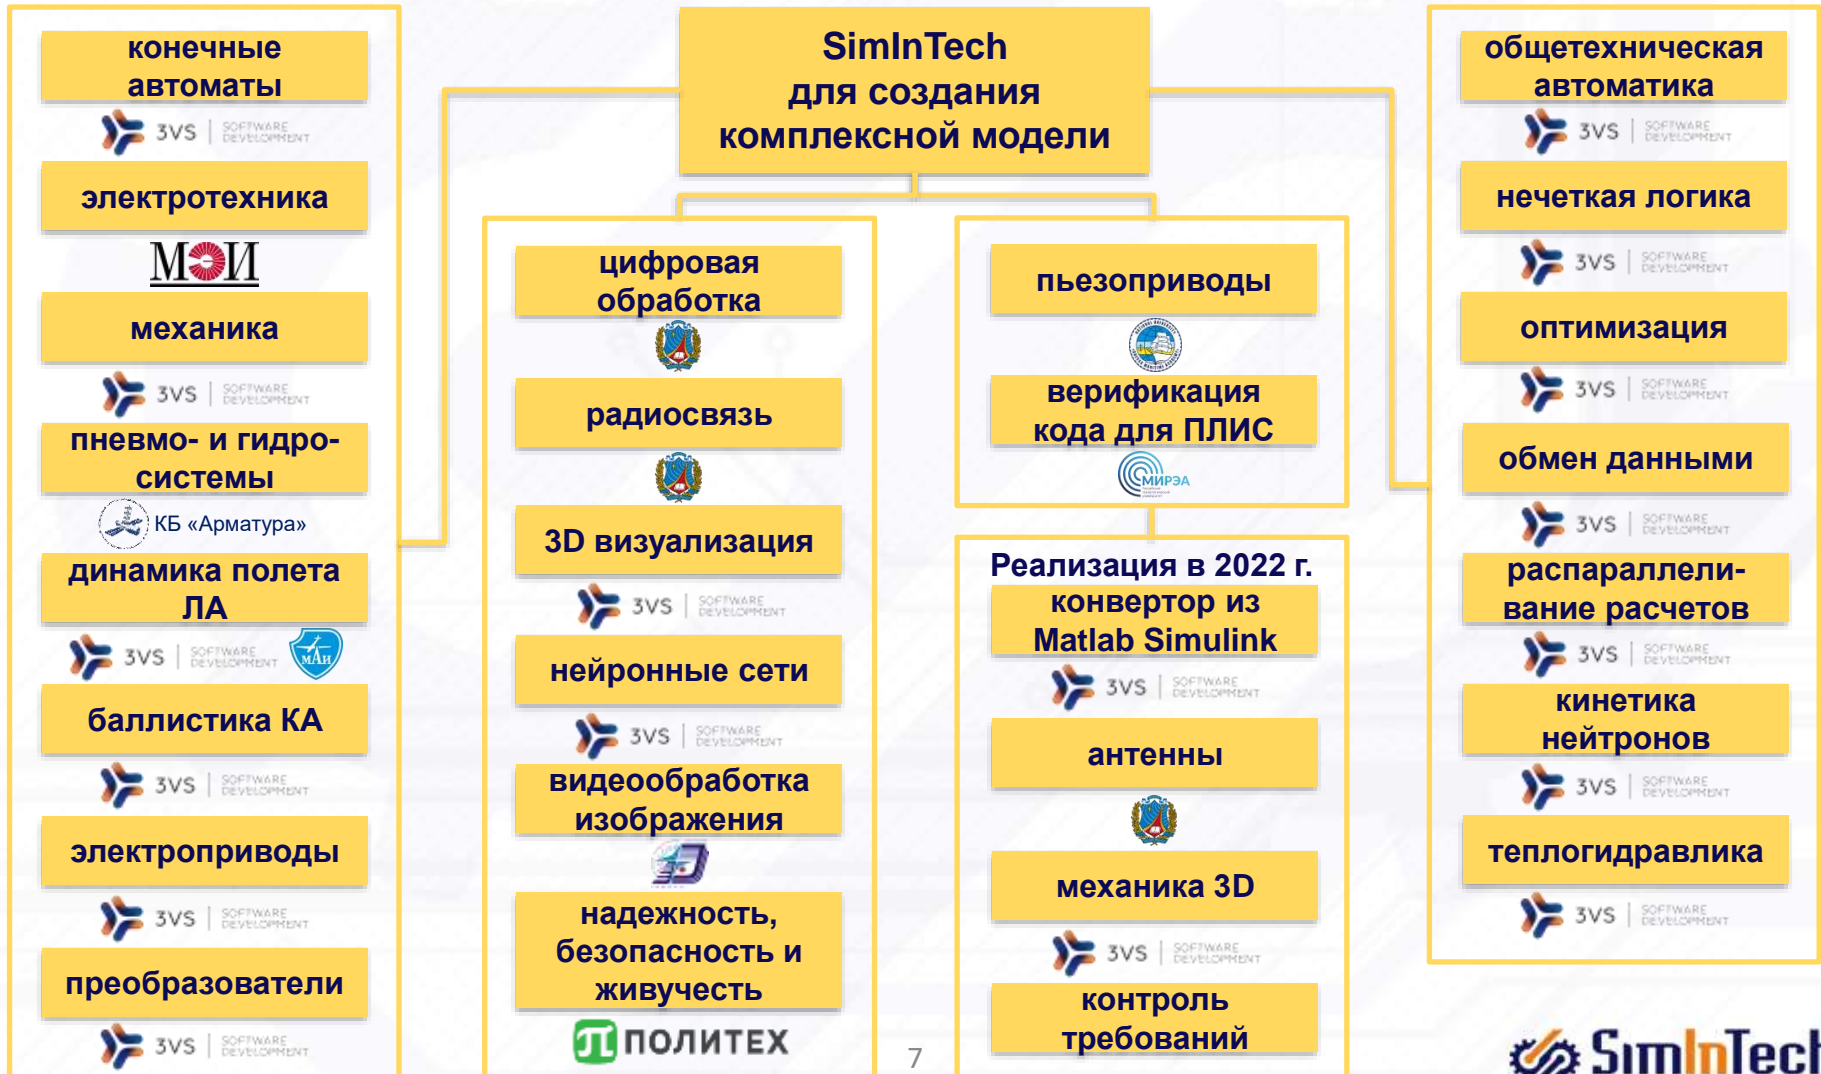 SimInTech
для создания
комплексной модели
конечные
автоматы
3VS | SOFTWARE
DEVELOPMENT
электротехника
МЭИ
механика
3VS | SOFTWARE
DEVELOPMENT
пневмо- и гидро-
системы
КБ «Арматура»
динамика полета
ЛА
3VS | SOFTWARE
DEVELOPMENT
МАИ
баллистика КА
3VS | SOFTWARE
DEVELOPMENT
электроприводы
3VS | SOFTWARE
DEVELOPMENT
преобразователи
3VS | SOFTWARE
DEVELOPMENT
цифровая
обработка
радиосвязь
3D визуализация
3VS | SOFTWARE
DEVELOPMENT
нейронные сети
3VS | SOFTWARE
DEVELOPMENT
видеообработка
изображения
надежность,
безопасность и
живучесть
ПОЛИТЕХ
пьезоприводы
верификация
кода для ПЛИС
МИРЭА
Реализация в 2022 г.
конвертор из
Matlab Simulink
3VS | SOFTWARE
DEVELOPMENT
антенны
механика 3D
3VS | SOFTWARE
DEVELOPMENT
контроль
требований
общетехническая
автоматика
3VS | SOFTWARE
DEVELOPMENT
нечеткая логика
3VS | SOFTWARE
DEVELOPMENT
оптимизация
3VS | SOFTWARE
DEVELOPMENT
обмен данными
3VS | SOFTWARE
DEVELOPMENT
распараллели-
вание расчетов
3VS | SOFTWARE
DEVELOPMENT
кинетика
нейтронов
3VS | SOFTWARE
DEVELOPMENT
теплогидравлика
3VS | SOFTWARE
DEVELOPMENT
7
SimInTech